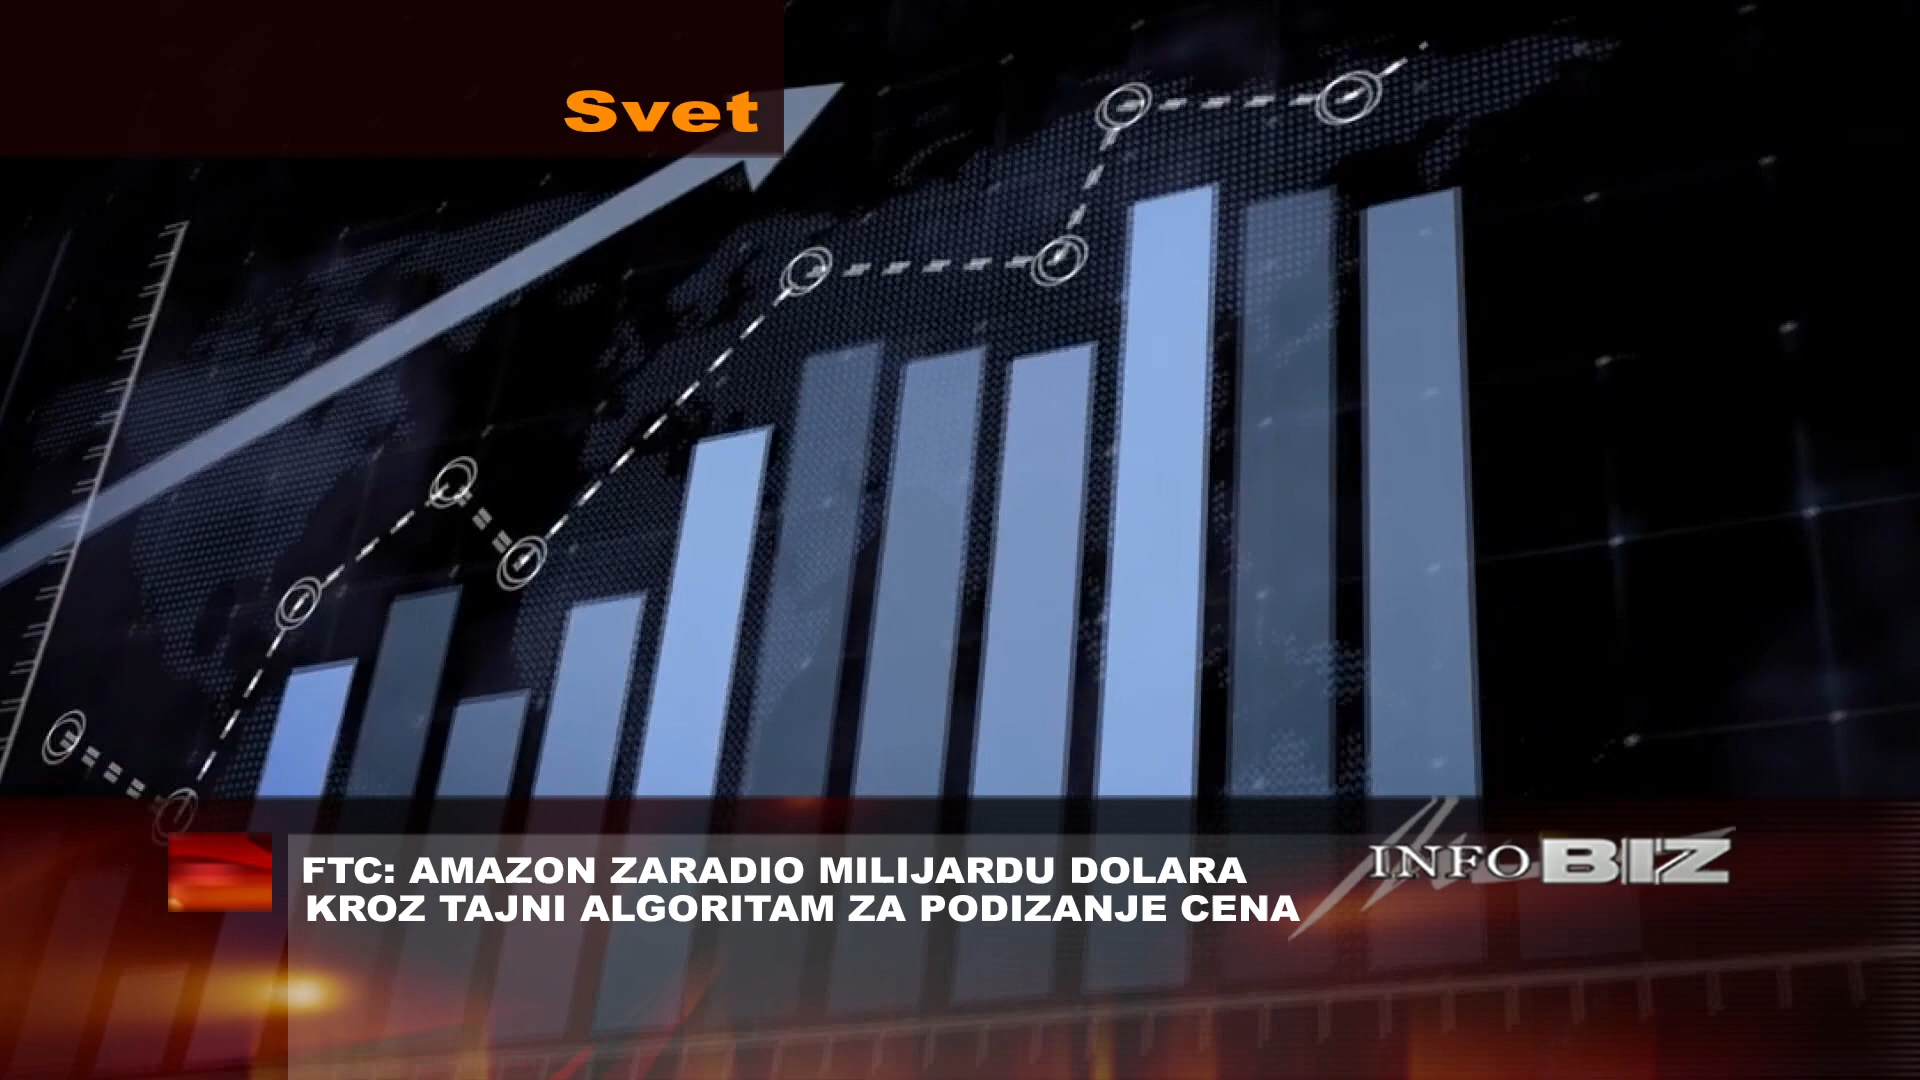 Svet
FTC: AMAZON ZARADIO MILIJARDU DOLARA
KROZ TAJNI ALGORITAM ZA PODIZANJE CENA
INFO BIZ